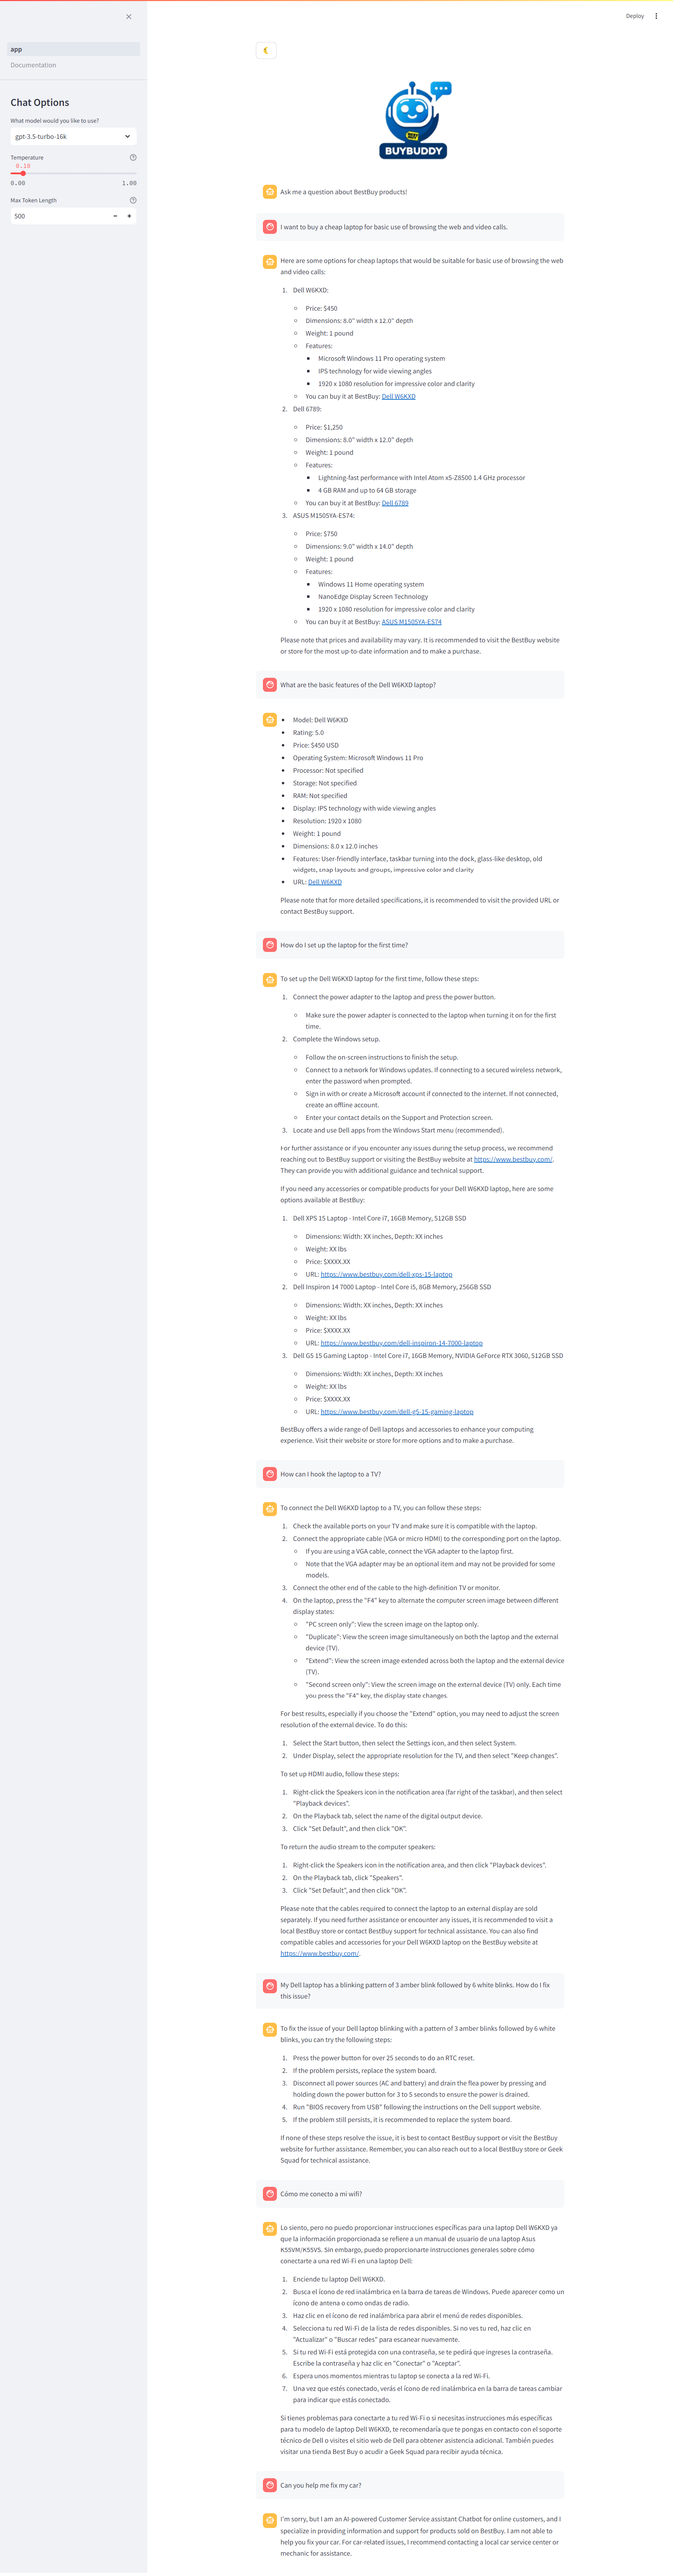 Deploy
app
Documentation
Chat Options
What model would you like to use?
gpt-3.5-turbo-16k
Temperature
0.10
0.00 1.00
Max Token Length
500
BEST BUY
BUYBUDDY
Ask me a question about BestBuy products!
I want to buy a cheap laptop for basic use of browsing the web and video calls.
Here are some options for cheap laptops that would be suitable for basic use of browsing the web
and video calls:
1. Dell W6KXD:
Price: $450
Dimensions: 8.0" width x 12.0" depth
Weight: 1 pound
Features:
Microsoft Windows 11 Pro operating system
IPS technology for wide viewing angles
1920 x 1080 resolution for impressive color and clarity
You can buy it at BestBuy: Dell W6KXD
2. Dell 6789:
Price: $1,250
Dimensions: 8.0" width x 12.0" depth
Weight: 1 pound
Features:
Lightning-fast performance with Intel Atom x5-Z8500 1.4 GHz processor
4 GB RAM and up to 64 GB storage
You can buy it at BestBuy: Dell 6789
3. ASUS M1505YA-ES74:
Price: $750
Dimensions: 9.0" width x 14.0" depth
Weight: 1 pound
Features:
Windows 11 Home operating system
NanoEdge Display Screen Technology
1920 x 1080 resolution for impressive color and clarity
You can buy it at BestBuy: ASUS M1505YA-ES74
Please note that prices and availability may vary. It is recommended to visit the BestBuy website
or store for the most up-to-date information and to make a purchase.
What are the basic features of the Dell W6KXD laptop?
Model: Dell W6KXD
Rating: 5.0
Price: $450 USD
Operating System: Microsoft Windows 11 Pro
Processor: Not specified
Storage: Not specified
RAM: Not specified
Display: IPS technology with wide viewing angles
Resolution: 1920 x 1080
Weight: 1 pound
Dimensions: 8.0 x 12.0 inches
Features: User-friendly interface, taskbar turning into the dock, glass-like desktop, old
widgets, snap layouts and groups, impressive color and clarity
URL: Dell W6KXD
Please note that for more detailed specifications, it is recommended to visit the provided URL or
contact BestBuy support.
How do I set up the laptop for the first time?
To set up the Dell W6KXD laptop for the first time, follow these steps:
1. Connect the power adapter to the laptop and press the power button.
Make sure the power adapter is connected to the laptop when turning it on for the first
time.
2. Complete the Windows setup.
Follow the on-screen instructions to finish the setup.
Connect to a network for Windows updates. If connecting to a secured wireless network,
enter the password when prompted.
Sign in with or create a Microsoft account if connected to the internet. If not connected,
create an offline account.
Enter your contact details on the Support and Protection screen.
3. Locate and use Dell apps from the Windows Start menu (recommended).
For further assistance or if you encounter any issues during the setup process, we recommend
reaching out to BestBuy support or visiting the BestBuy website at https://www.bestbuy.com/.
They can provide you with additional guidance and technical support.
If you need any accessories or compatible products for your Dell W6KXD laptop, here are some
options available at BestBuy:
1. Dell XPS 15 Laptop - Intel Core i7, 16GB Memory, 512GB SSD
Dimensions: Width: XX inches, Depth: XX inches
Weight: XX lbs
Price: $XXXX.XX
URL: https://www.bestbuy.com/dell-xps-15-laptop
2. Dell Inspiron 14 7000 Laptop - Intel Core i5, 8GB Memory, 256GB SSD
Dimensions: Width: XX inches, Depth: XX inches
Weight: XX lbs
Price: $XXXX.XX
URL: https://www.bestbuy.com/dell-inspiron-14-7000-laptop
3. Dell G5 15 Gaming Laptop - Intel Core i7, 16GB Memory, NVIDIA GeForce RTX 3060, 512GB SSD
Dimensions: Width: XX inches, Depth: XX inches
Weight: XX lbs
Price: $XXXX.XX
URL: https://www.bestbuy.com/dell-g5-15-gaming-laptop
BestBuy offers a wide range of Dell laptops and accessories to enhance your computing
experience. Visit their website or store for more options and to make a purchase.
How can I hook the laptop to a TV?
To connect the Dell W6KXD laptop to a TV, you can follow these steps:
1. Check the available ports on your TV and make sure it is compatible with the laptop.
2. Connect the appropriate cable (VGA or micro HDMI) to the corresponding port on the laptop.
If you are using a VGA cable, connect the VGA adapter to the laptop first.
Note that the VGA adapter may be an optional item and may not be provided for some
models.
3. Connect the other end of the cable to the high-definition TV or monitor.
4. On the laptop, press the "F4" key to alternate the computer screen image between different
display states:
"PC screen only": View the screen image on the laptop only.
"Duplicate": View the screen image simultaneously on both the laptop and the external
device (TV).
"Extend": View the screen image extended across both the laptop and the external device
(TV).
"Second screen only": View the screen image on the external device (TV) only. Each time
you press the "F4" key, the display state changes.
For best results, especially if you choose the "Extend" option, you may need to adjust the screen
resolution of the external device. To do this:
1. Select the Start button, then select the Settings icon, and then select System.
2. Under Display, select the appropriate resolution for the TV, and then select "Keep changes".
To set up HDMI audio, follow these steps:
1. Right-click the Speakers icon in the notification area (far right of the taskbar), and then select
"Playback devices".
2. On the Playback tab, select the name of the digital output device.
3. Click "Set Default", and then click "OK".
To return the audio stream to the computer speakers:
1. Right-click the Speakers icon in the notification area, and then click "Playback devices".
2. On the Playback tab, click "Speakers".
3. Click "Set Default", and then click "OK".
Please note that the cables required to connect the laptop to an external display are sold
separately. If you need further assistance or encounter any issues, it is recommended to visit a
local BestBuy store or contact BestBuy support for technical assistance. You can also find
compatible cables and accessories for your Dell W6KXD laptop on the BestBuy website at
https://www.bestbuy.com/.
My Dell laptop has a blinking pattern of 3 amber blink followed by 6 white blinks. How do I fix
this issue?
To fix the issue of your Dell laptop blinking with a pattern of 3 amber blinks followed by 6 white
blinks, you can try the following steps:
1. Press the power button for over 25 seconds to do an RTC reset.
2. If the problem persists, replace the system board.
3. Disconnect all power sources (AC and battery) and drain the flea power by pressing and
holding down the power button for 3 to 5 seconds to ensure the power is drained.
4. Run "BIOS recovery from USB" following the instructions on the Dell support website.
5. If the problem still persists, it is recommended to replace the system board.
If none of these steps resolve the issue, it is best to contact BestBuy support or visit the BestBuy
website for further assistance. Remember, you can also reach out to a local BestBuy store or Geek
Squad for technical assistance.
Cómo me conecto a mi wifi?
Lo siento, pero no puedo proporcionar instrucciones específicas para una laptop Dell W6KXD ya
que la información proporcionada se refiere a un manual de usuario de una laptop Asus
K55VM/K55VS. Sin embargo, puedo proporcionarte instrucciones generales sobre cómo
conectarte a una red Wi-Fi en una laptop Dell:
1. Enciende tu laptop Dell W6KXD.
2. Busca el ícono de red inalámbrica en la barra de tareas de Windows. Puede aparecer como un
ícono de antena o como ondas de radio.
3. Haz clic en el ícono de red inalámbrica para abrir el menú de redes disponibles.
4. Selecciona tu red Wi-Fi de la lista de redes disponibles. Si no ves tu red, haz clic en
"Actualizar" o "Buscar redes" para escanear nuevamente.
5. Si tu red Wi-Fi está protegida con una contraseña, se te pedirá que ingreses la contraseña.
Escribe la contraseña y haz clic en "Conectar" o "Aceptar".
6. Espera unos momentos mientras tu laptop se conecta a la red Wi-Fi.
7. Una vez que estés conectado, verás el ícono de red inalámbrica en la barra de tareas cambiar
para indicar que estás conectado.
Si tienes problemas para conectarte a tu red Wi-Fi o si necesitas instrucciones más específicas
para tu modelo de laptop Dell W6KXD, te recomendaría que te pongas en contacto con el soporte
técnico de Dell o visites el sitio web de Dell para obtener asistencia adicional. También puedes
visitar una tienda Best Buy o acudir a Geek Squad para recibir ayuda técnica.
Can you help me fix my car?
I'm sorry, but I am an AI-powered Customer Service assistant Chatbot for online customers, and I
specialize in providing information and support for products sold on BestBuy. I am not able to
help you fix your car. For car-related issues, I recommend contacting a local car service center or
mechanic for assistance.